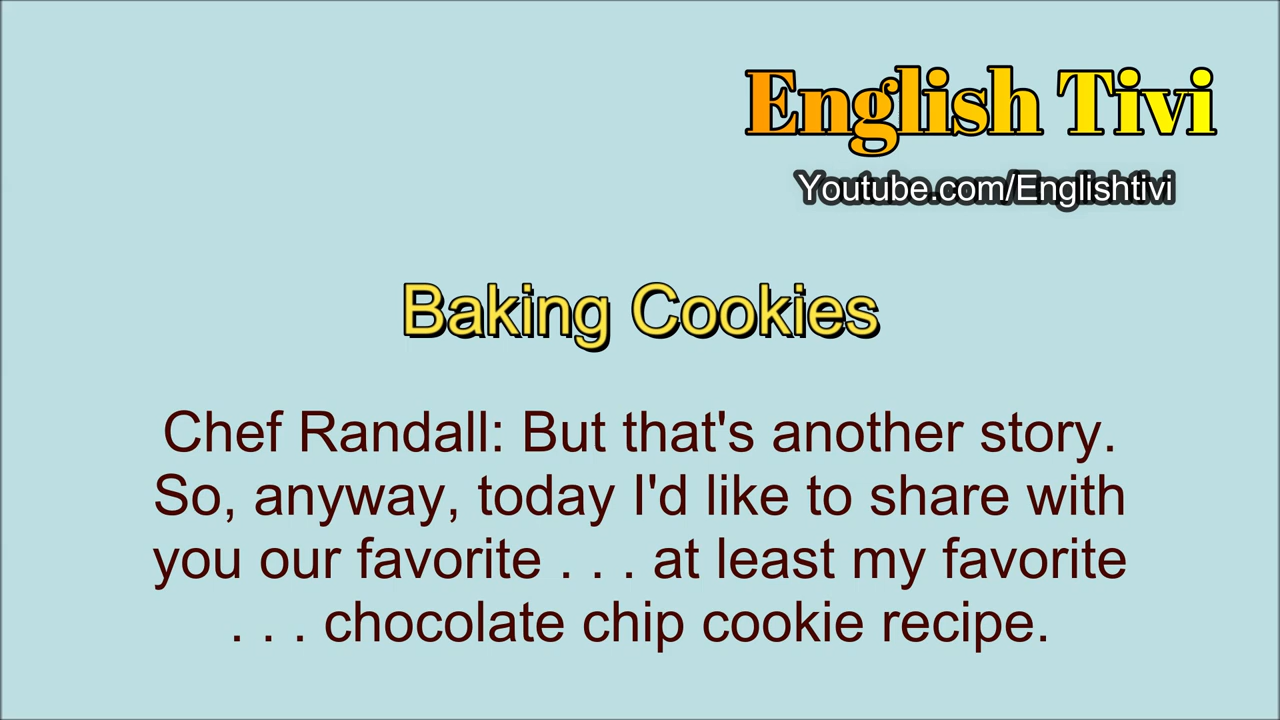 English Tivi
Youtube.com/Englishtivi
Baking Cookies
Chef Randall: But that's another story.
So, anyway, today I'd like to share with
you our favorite . . . at least my favorite
. . . chocolate chip cookie recipe.